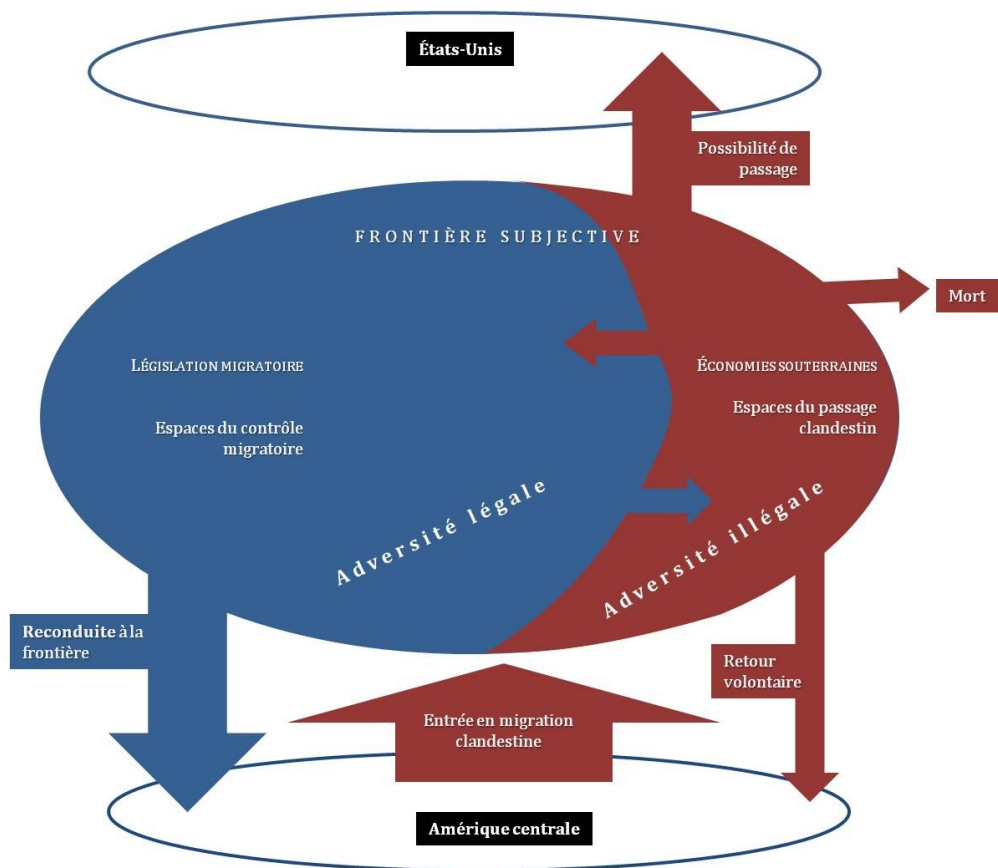 États-Unis
Possibilité de
passage
FRONTIÈRE SUBJECTIVE
Mort
LÉGISLATION MIGRATOIRE
ÉCONOMIES SOUTERRAINES
Espaces du contrôle
migratoire
Espaces du passage
clandestin
Adversité légale
Adversité illégale
Reconduite à la
frontière
Retour
volontaire
Entrée en migration
clandestine
Amérique centrale